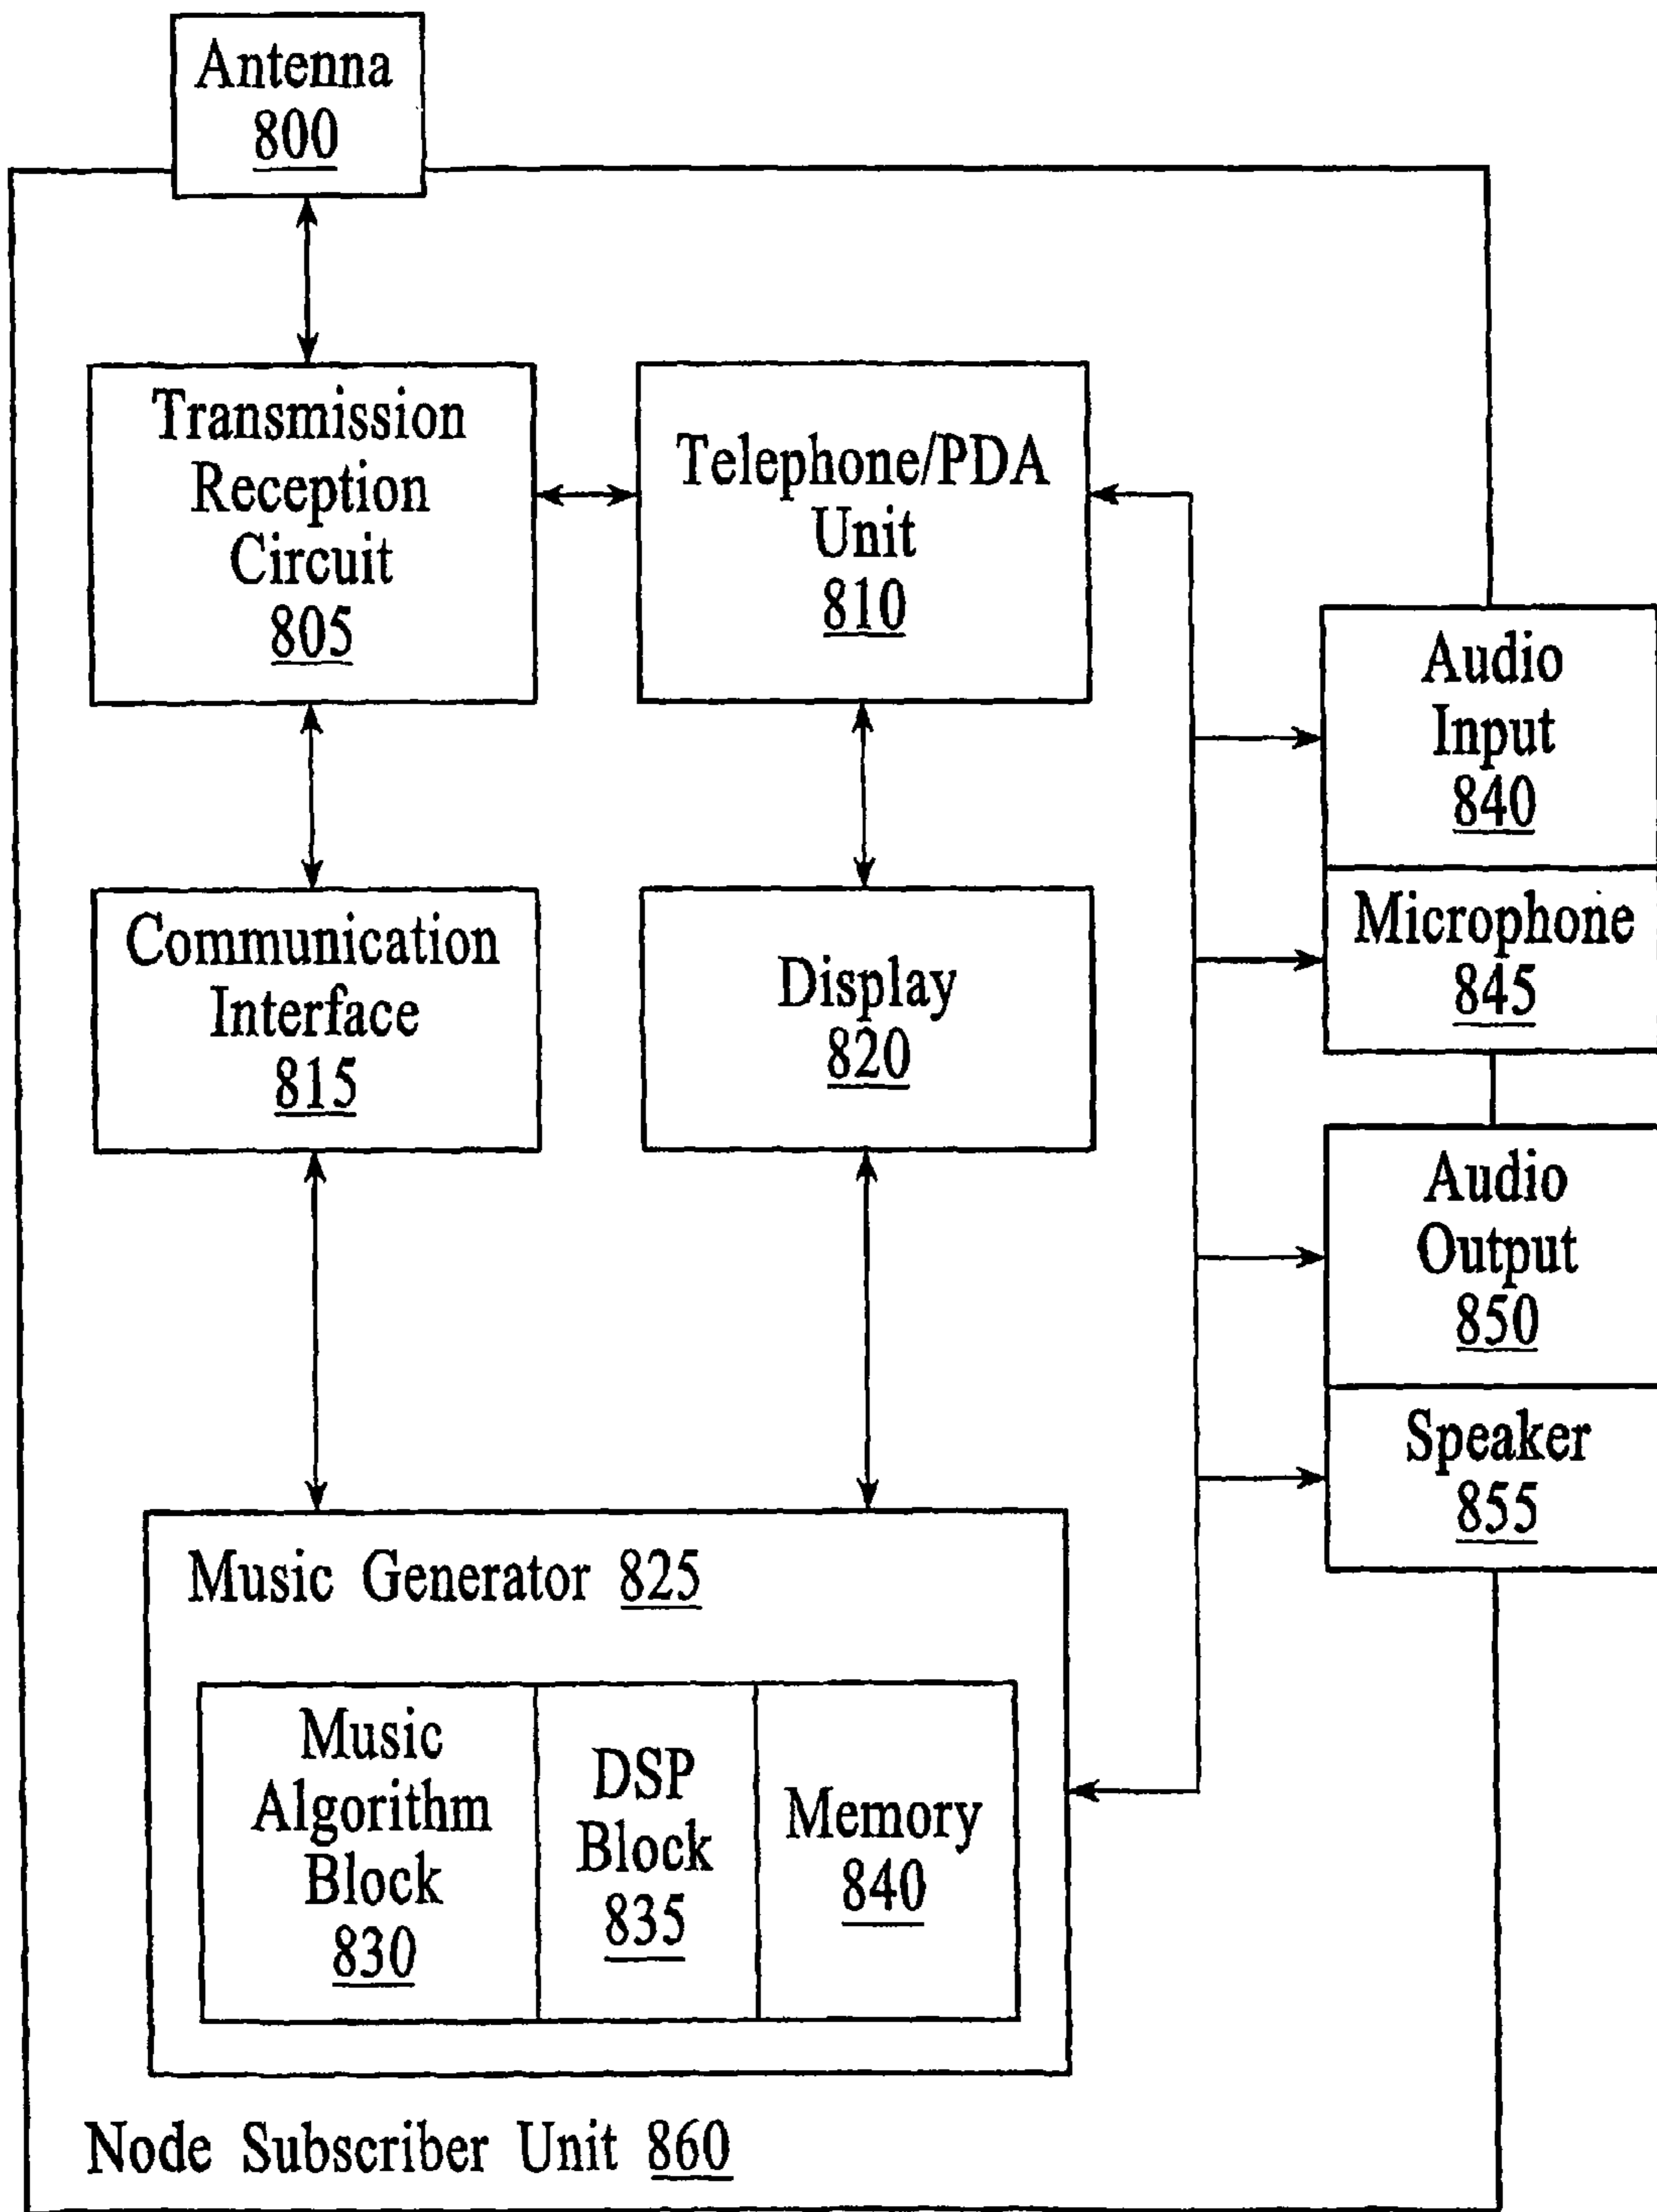 Antenna
800
Transmission
Reception
Circuit
805
Telephone/PDA
Unit
810
Audio
Input
840
Microphone
845
Communication
Interface
815
Display
820
Audio
Output
850
Speaker
855
Music Generator 825
Music
Algorithm
Block
830
DSP
Block
835
Memory
840
Node Subscriber Unit 860